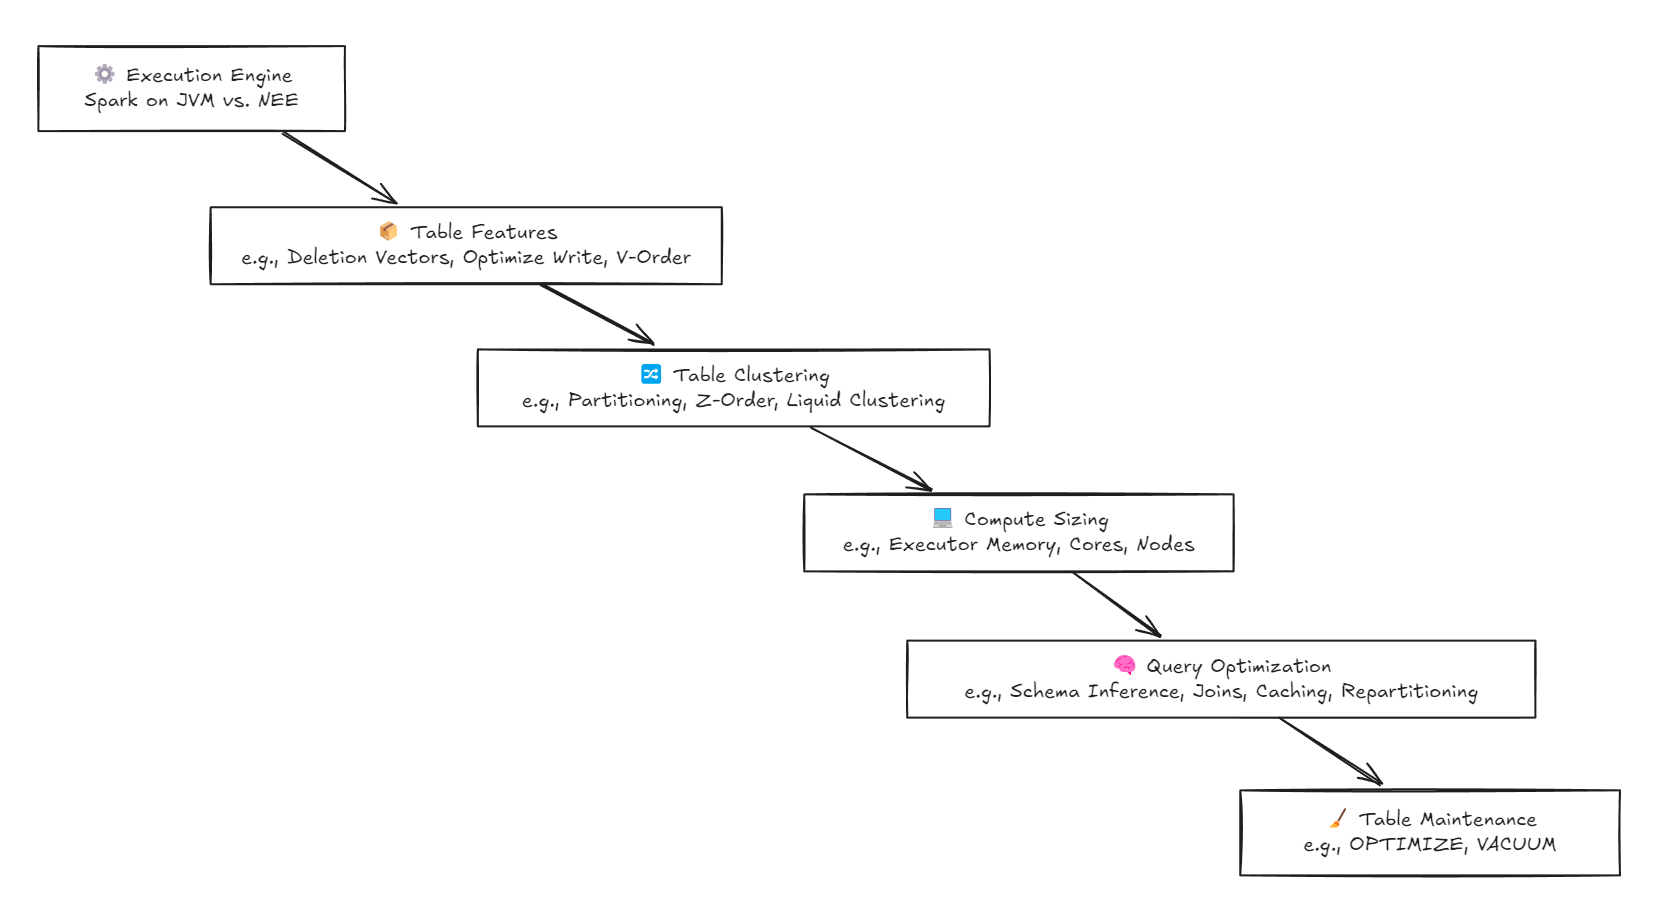 Execution Engine
Spark on JVM vs. NEE
Table Features
e.g., Deletion Vectors, Optimize Write, V-Order
Table Clustering
e.g., Partitioning, Z-Order, Liquid Clustering
Compute Sizing
e.g., Executor Memory, Cores, Nodes
Query Optimization
e.g., Schema Inference, Joins, Caching, Repartitioning
Table Maintenance
e.g., OPTIMIZE, VACUUM